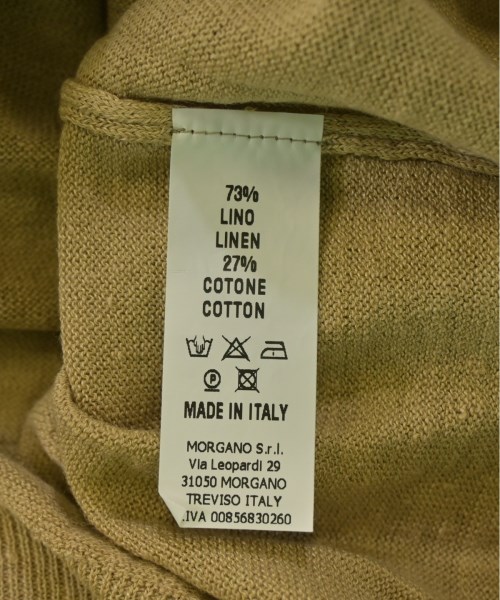 73%
LINO
LINEN
27%
COTONE
COTTON
P
MADE IN ITALY
MORGANO S.r.l.
Via Leopardi 29
31050 MORGANO
TREVISO ITALY
.IVA 00856830260